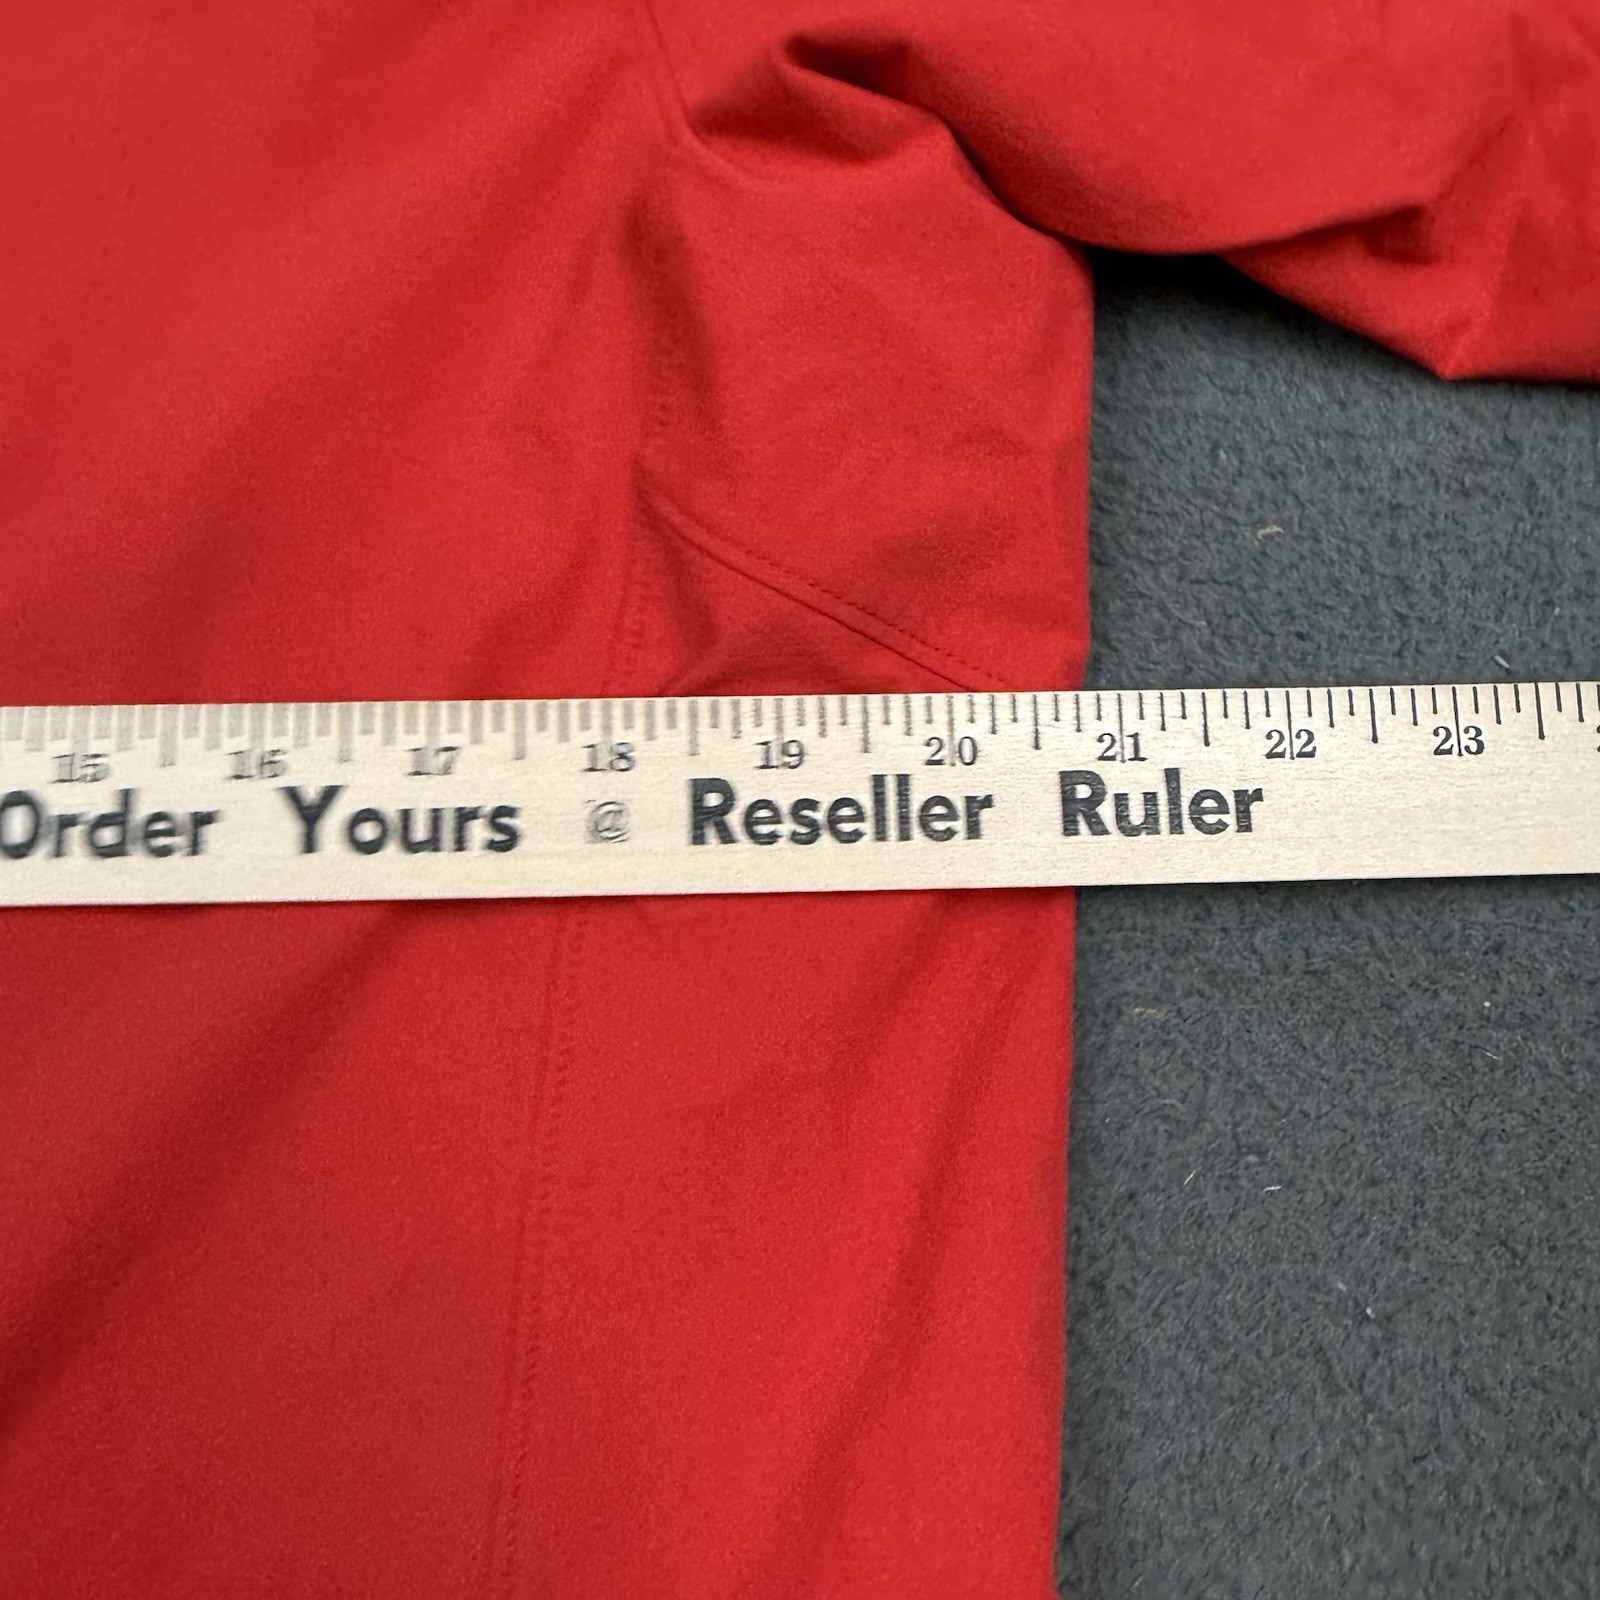 15 16 17 18 19 20 21 22 23
Order Yours @ Reseller Ruler